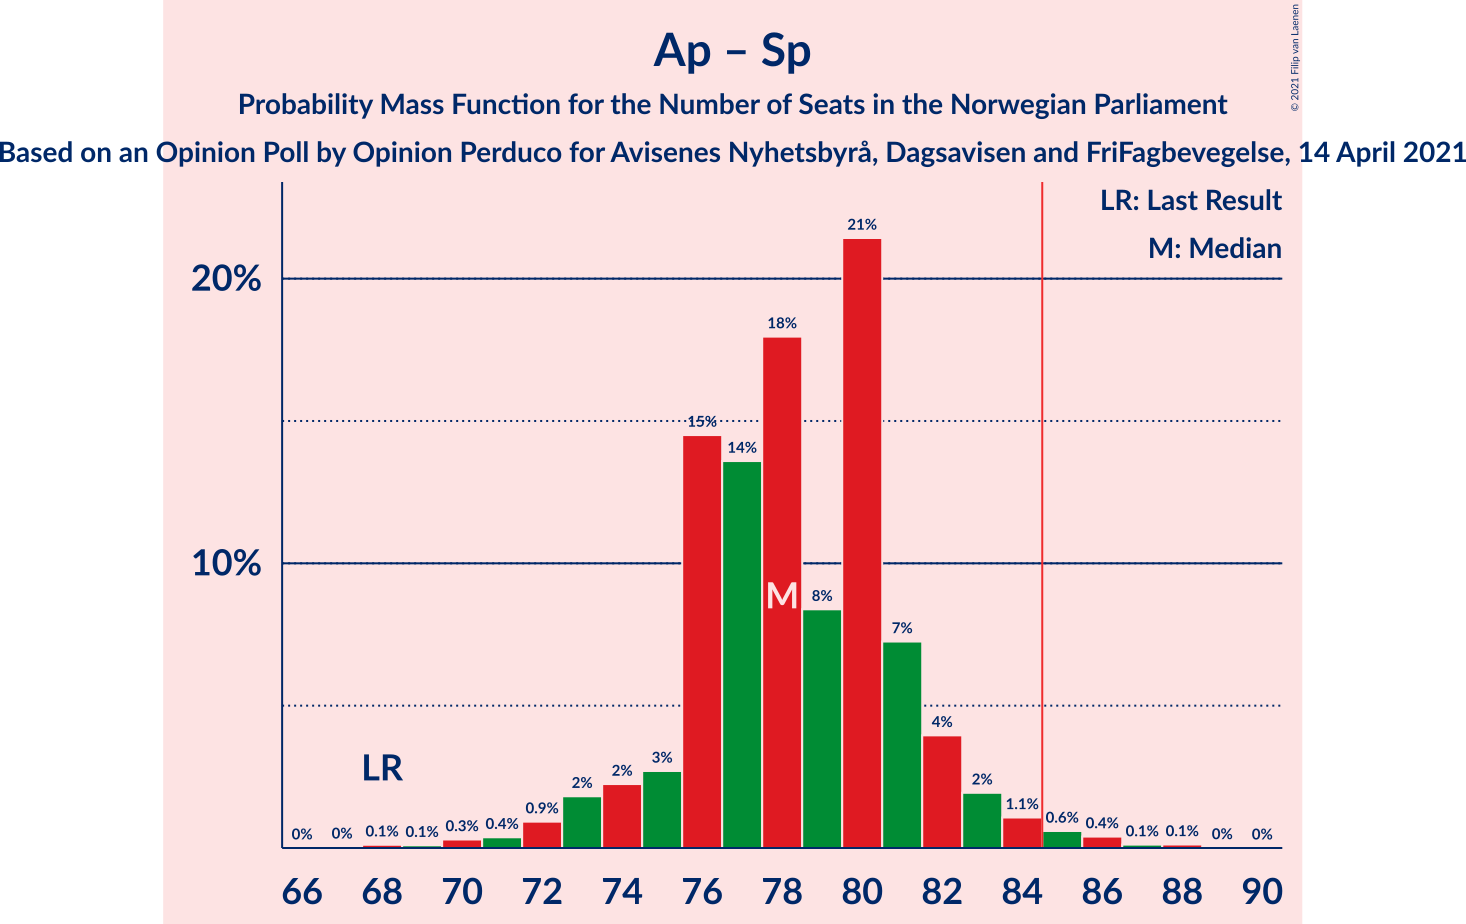 Ap – Sp
Probability Mass Function for the Number of Seats in the Norwegian Parliament
Based on an Opinion Poll by Opinion Perduco for Avisenes Nyhetsbyrå, Dagsavisen and FriFagbevegelse, 14 April 2021
© 2021 Filip van Laenen
LR: Last Result
M: Median
20%
10%
0% 0% 0.1% 0.1% 0.3% 0.4% 0.9% 2% 2% 3% 15% 14% 18% 8% 21% 7% 4% 2% 1.1% 0.6% 0.4% 0.1% 0.1% 0% 0%
LR
M
66 68 70 72 74 76 78 80 82 84 86 88 90